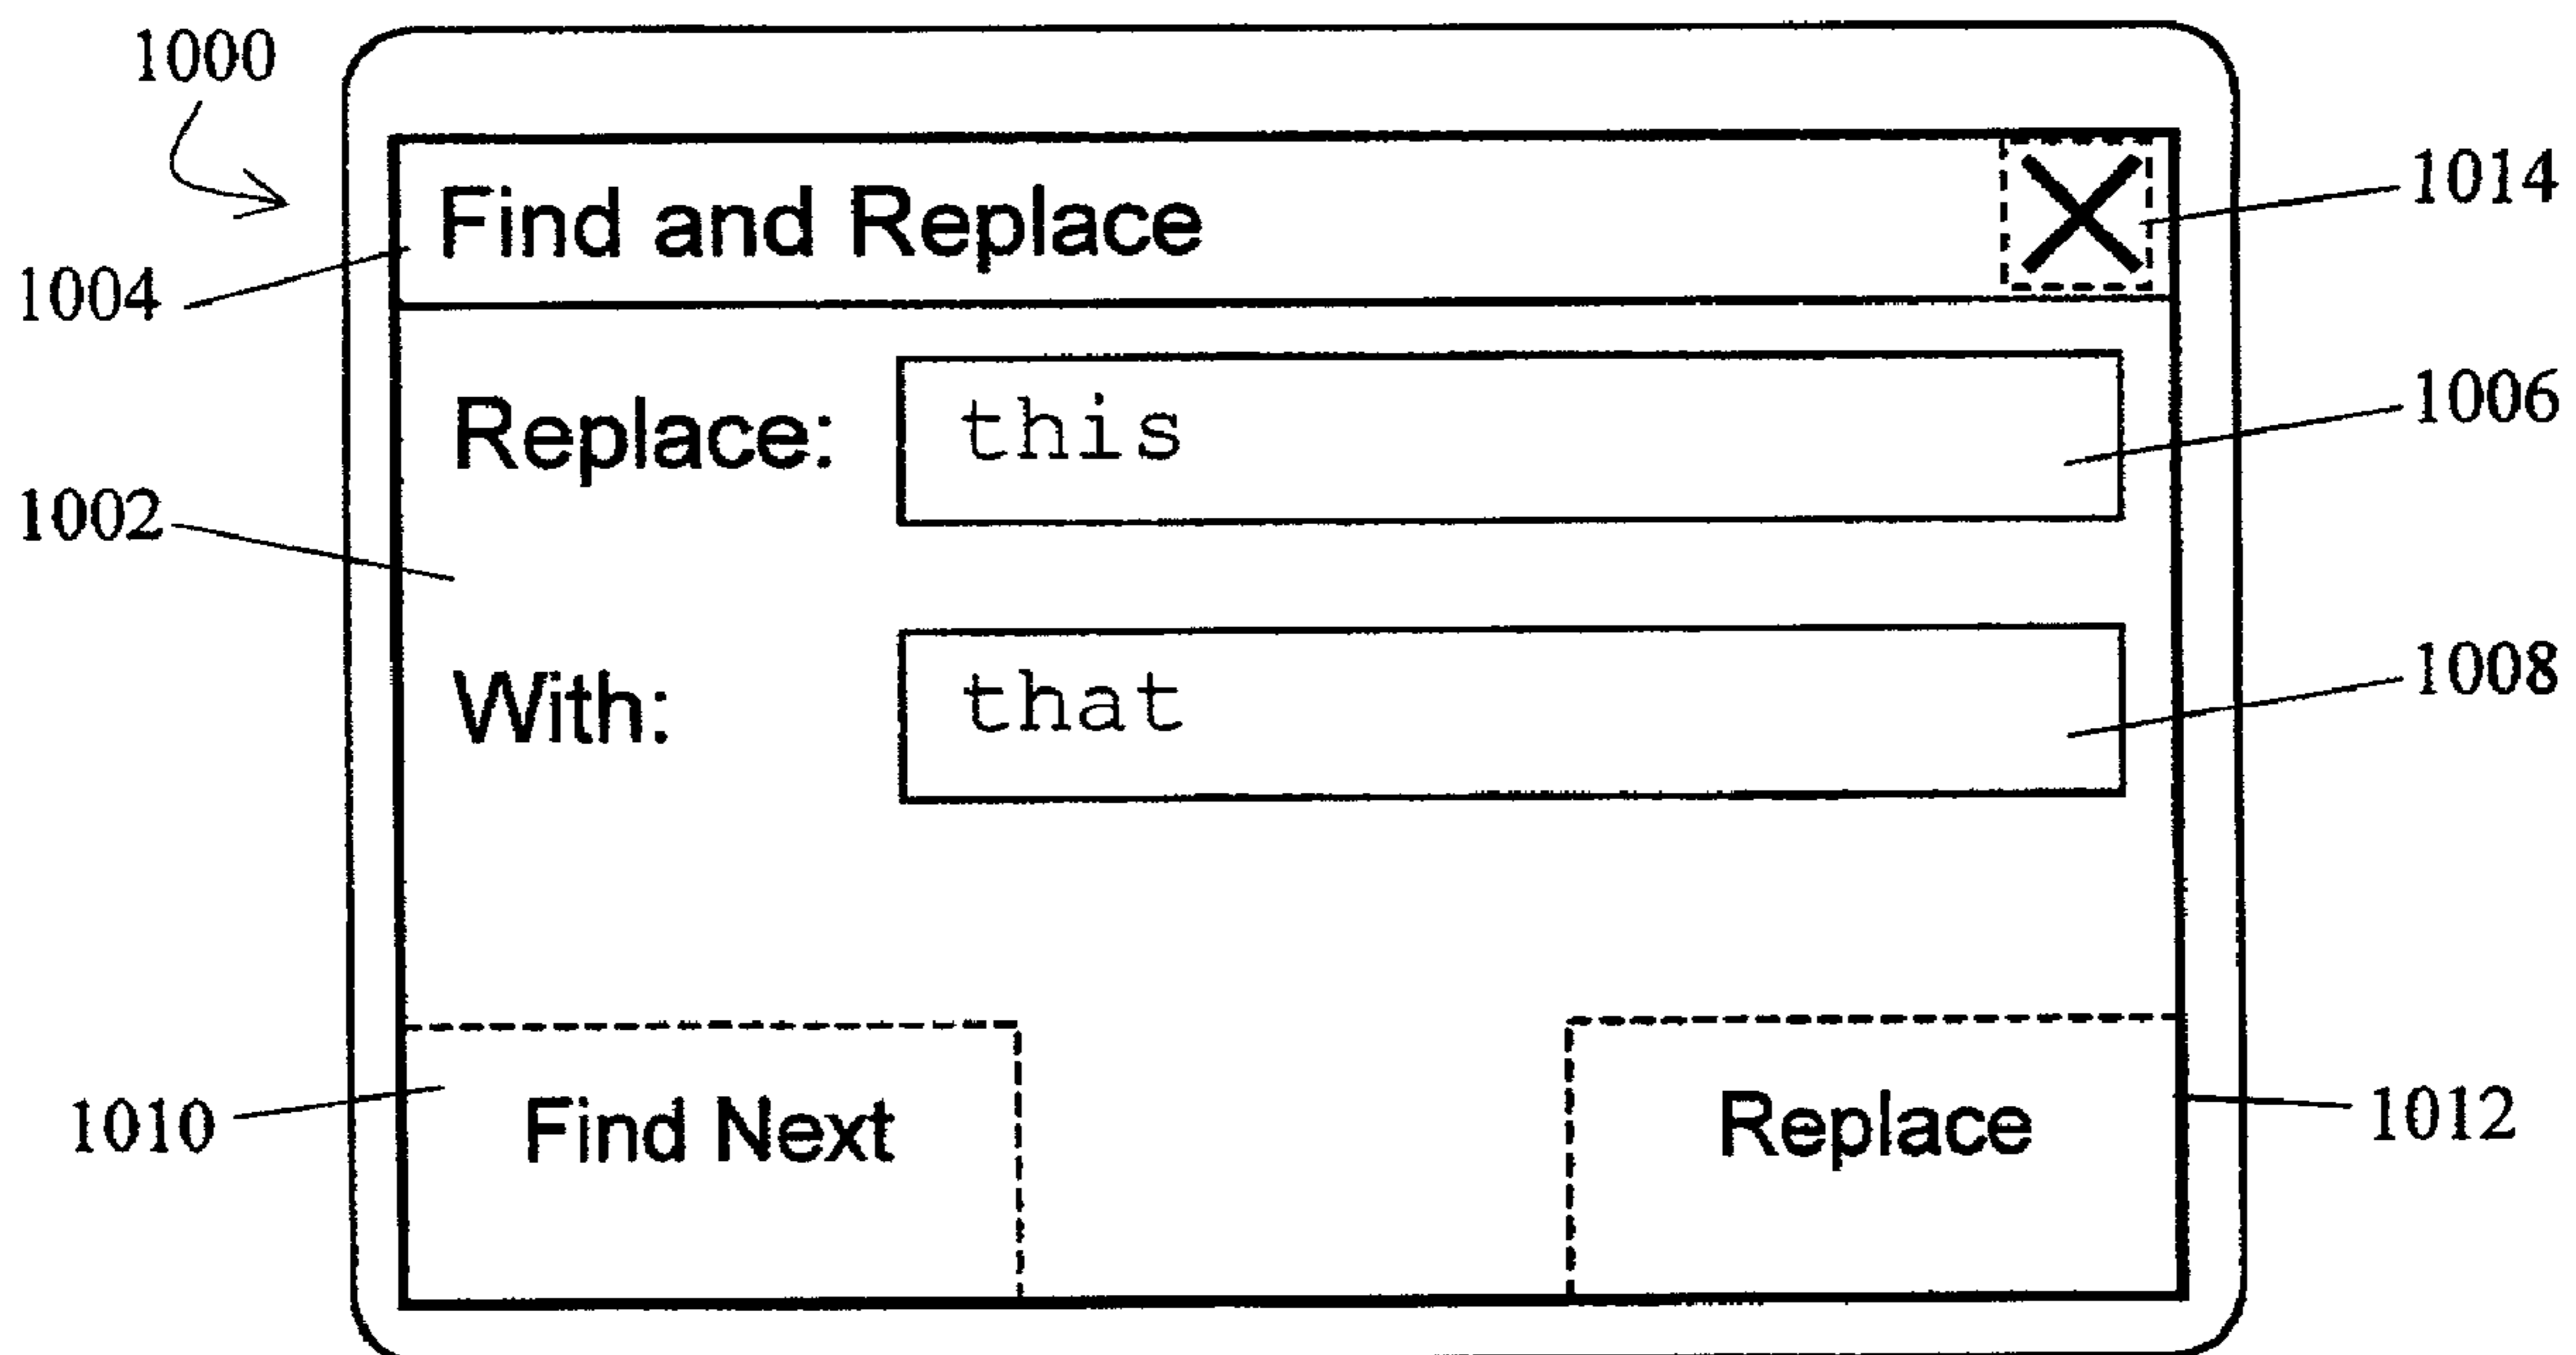 1000
Find and Replace
1014
1004
Replace: this
1006
1002
With: that
1008
1010
Find Next
Replace
1012